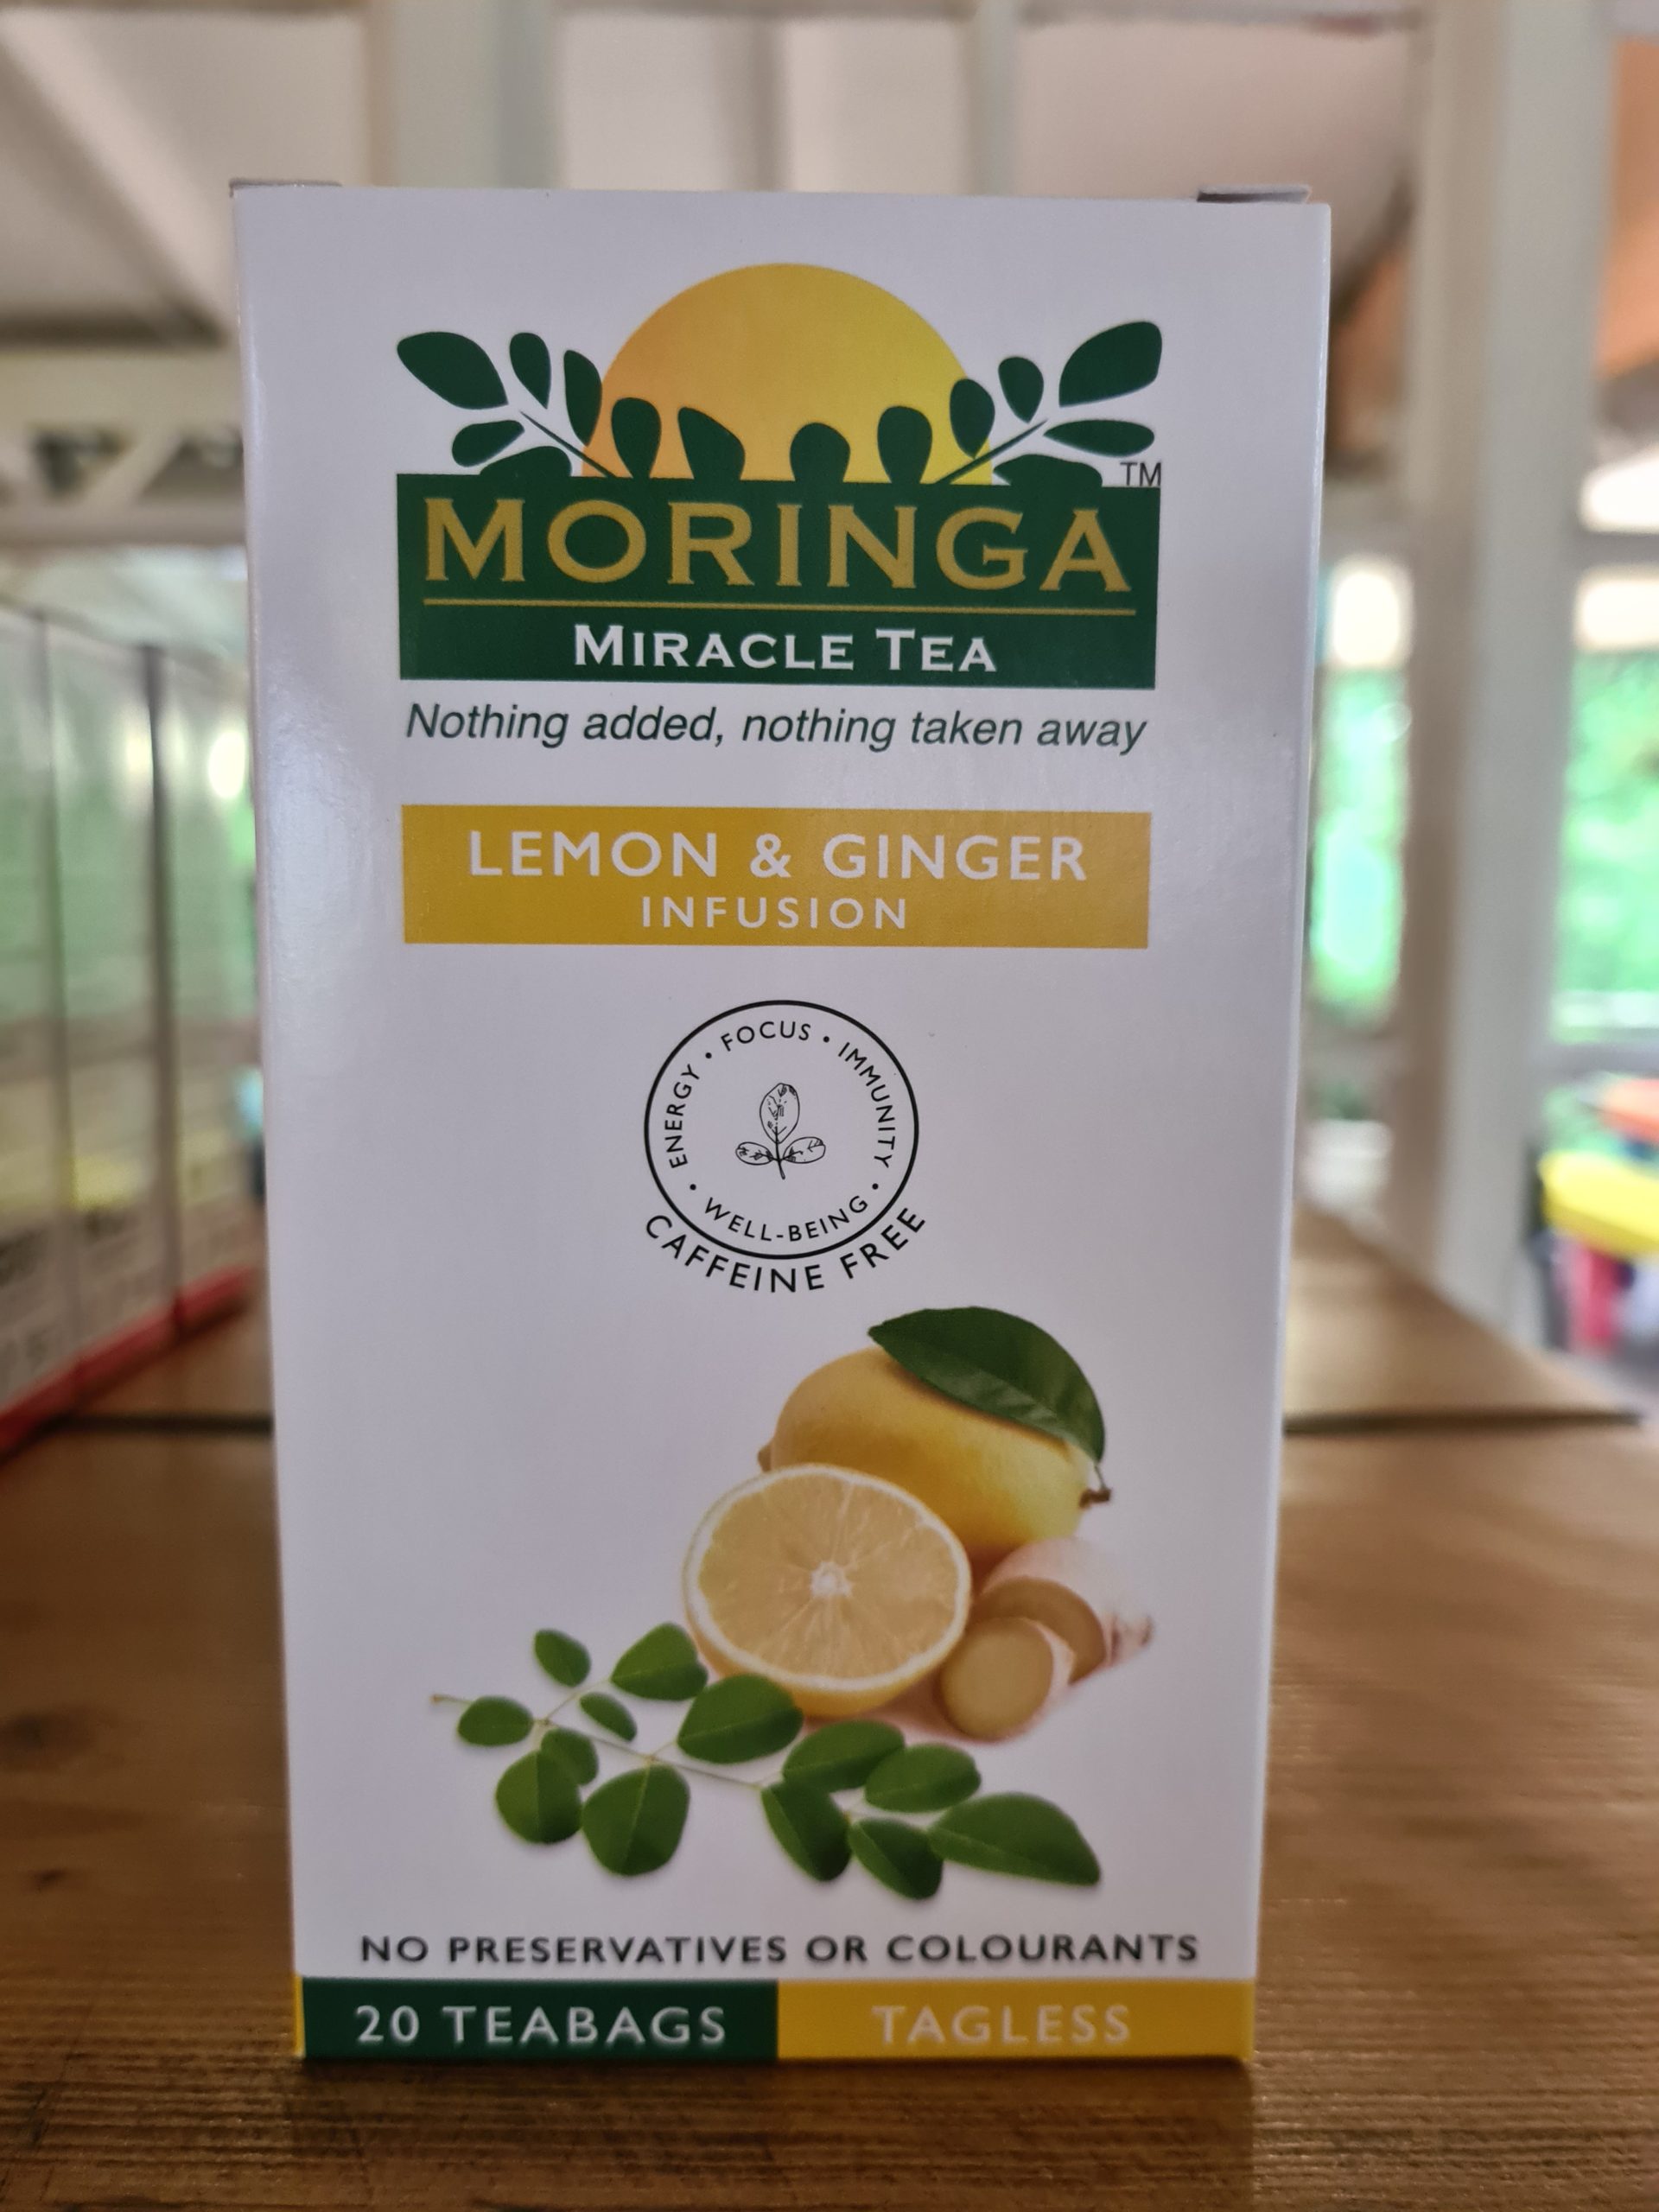 TM
MORINGA
MIRACLE TEA
Nothing added, nothing taken away
LEMON & GINGER
INFUSION
ENERGY • FOCUS • IMMUNITY • WELL-BEING •
CAFFEINE FREE
NO PRESERVATIVES OR COLOURANTS
20 TEABAGS TAGLESS